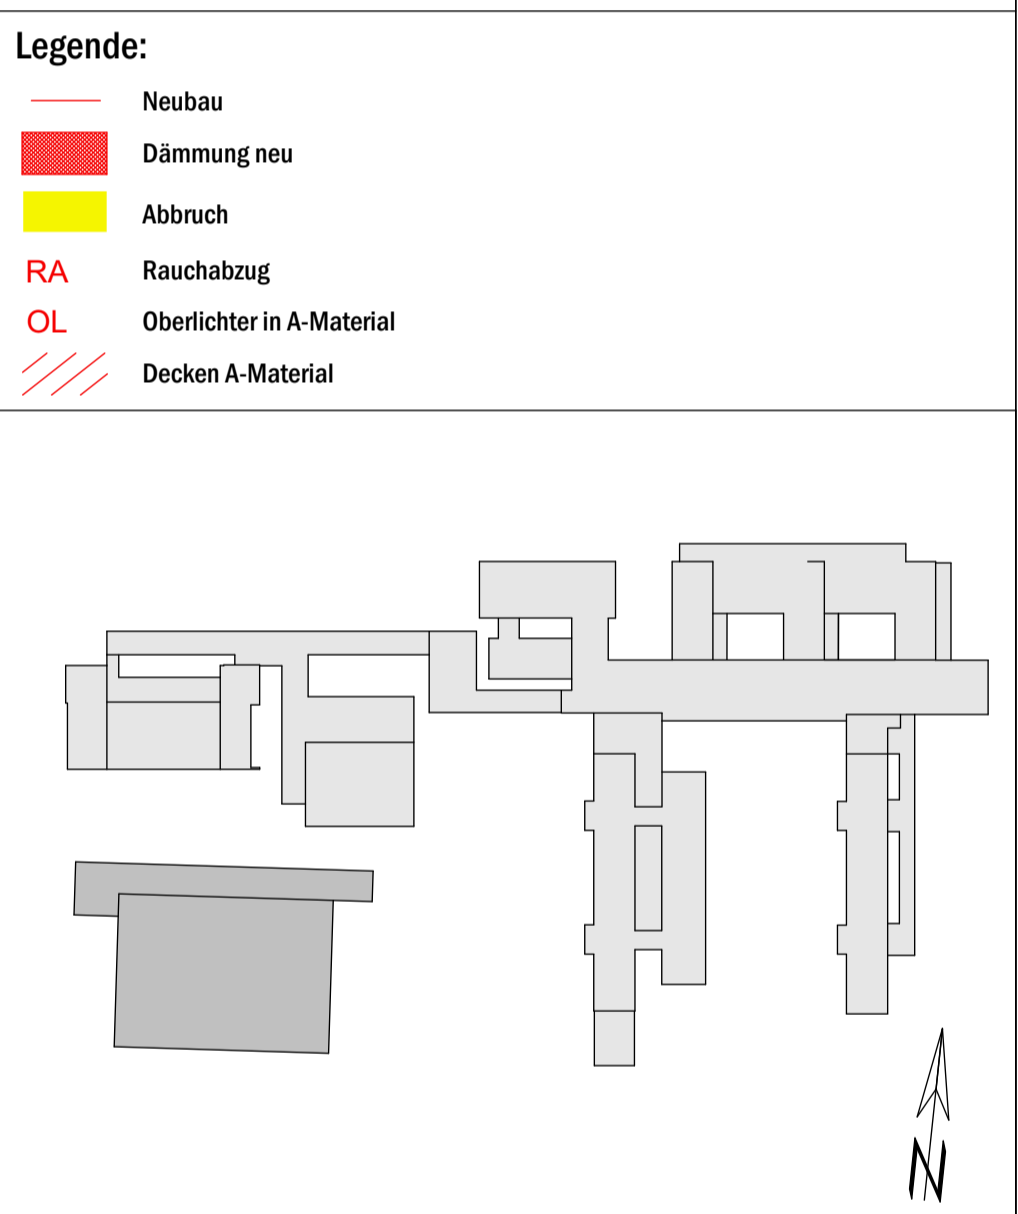 Legende:
Neubau
Dämmung neu
Abbruch
RA Rauchabzug
OL Oberlichter in A-Material
Decken A-Material
N